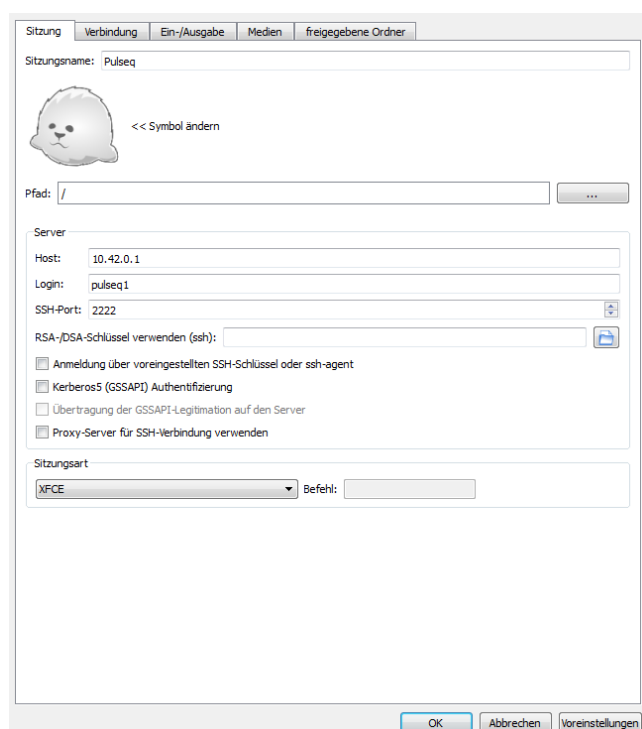 Sitzung Verbindung Ein-/Ausgabe Medien freigegebene Ordner
Sitzungsname: Pulseq
<< Symbol ändern
Pfad: / ...
Server
Host: 10.42.0.1
Login: pulseq1
SSH-Port: 2222
RSA-/DSA-Schlüssel verwenden (ssh):
Anmeldung über voreingestellten SSH-Schlüssel oder ssh-agent
Kerberos5 (GSSAPI) Authentifizierung
Übertragung der GSSAPI-Legitimation auf den Server
Proxy-Server für SSH-Verbindung verwenden
Sitzungsart
XFCE Befehl:
OK Abbrechen Voreinstellungen